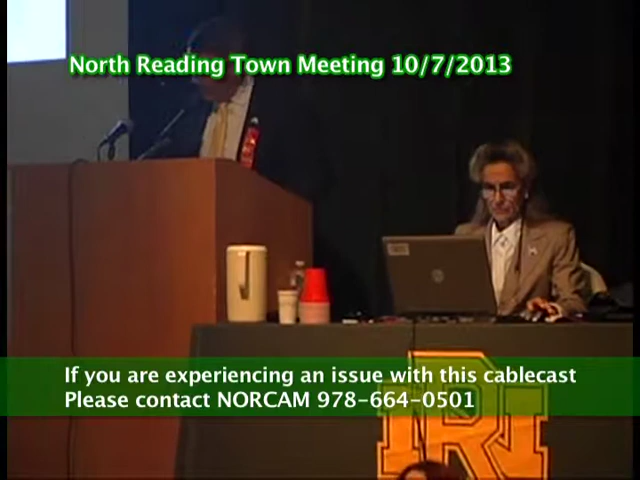 North Reading Town Meeting 10/7/2013
If you are experiencing an issue with this cablecast
Please contact NORCAM 978-664-0501